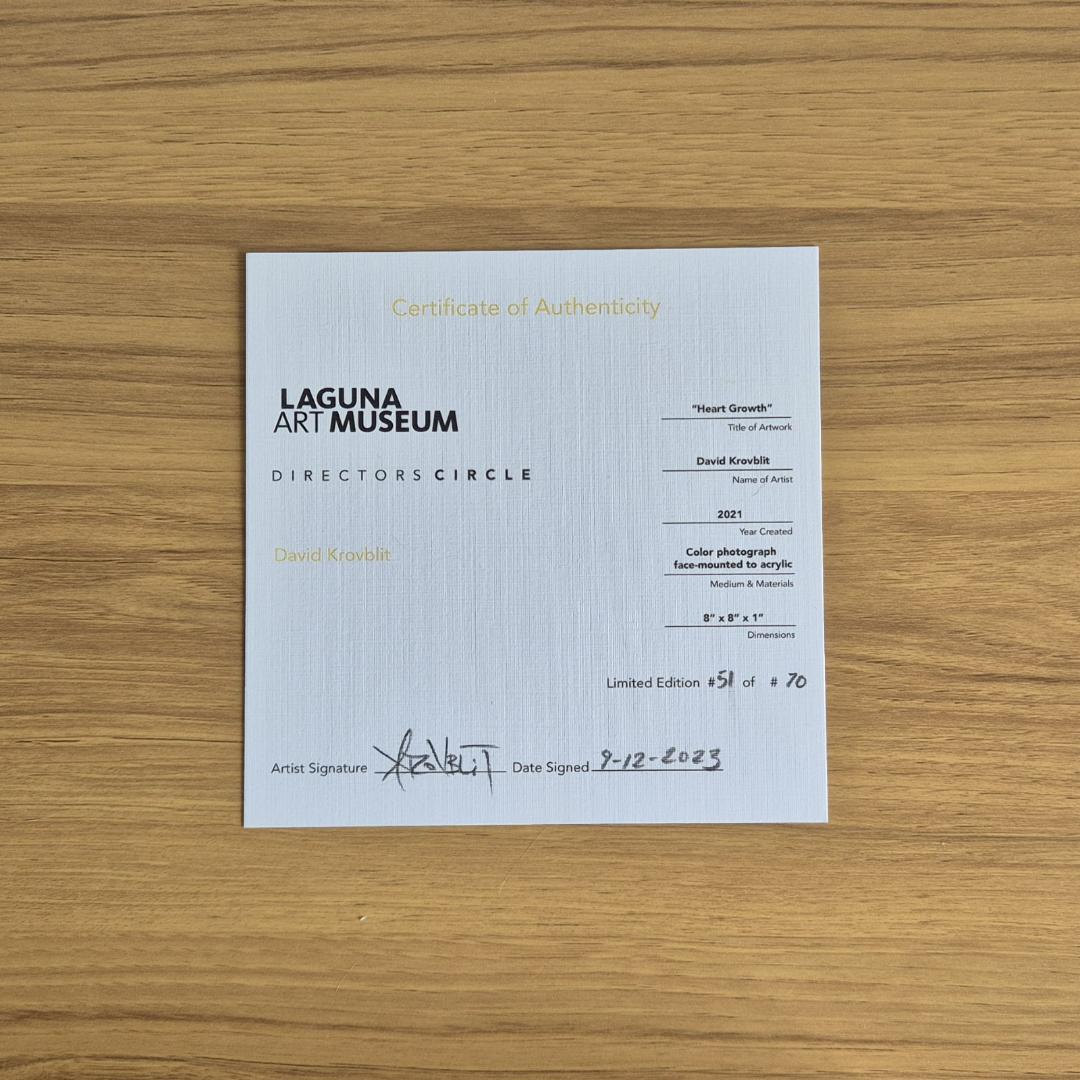 Certificate of Authenticity
LAGUNA
ART MUSEUM
DIRECTORS CIRCLE
David Krovblit
"Heart Growth"
Title of Artwork
David Krovblit
Name of Artist
2021
Year Created
Color photograph
face-mounted to acrylic
Medium & Materials
8" x 8" x 1"
Dimensions
Limited Edition #51 of # 70
Artist Signature KROVBLIT Date Signed 9-12-2023